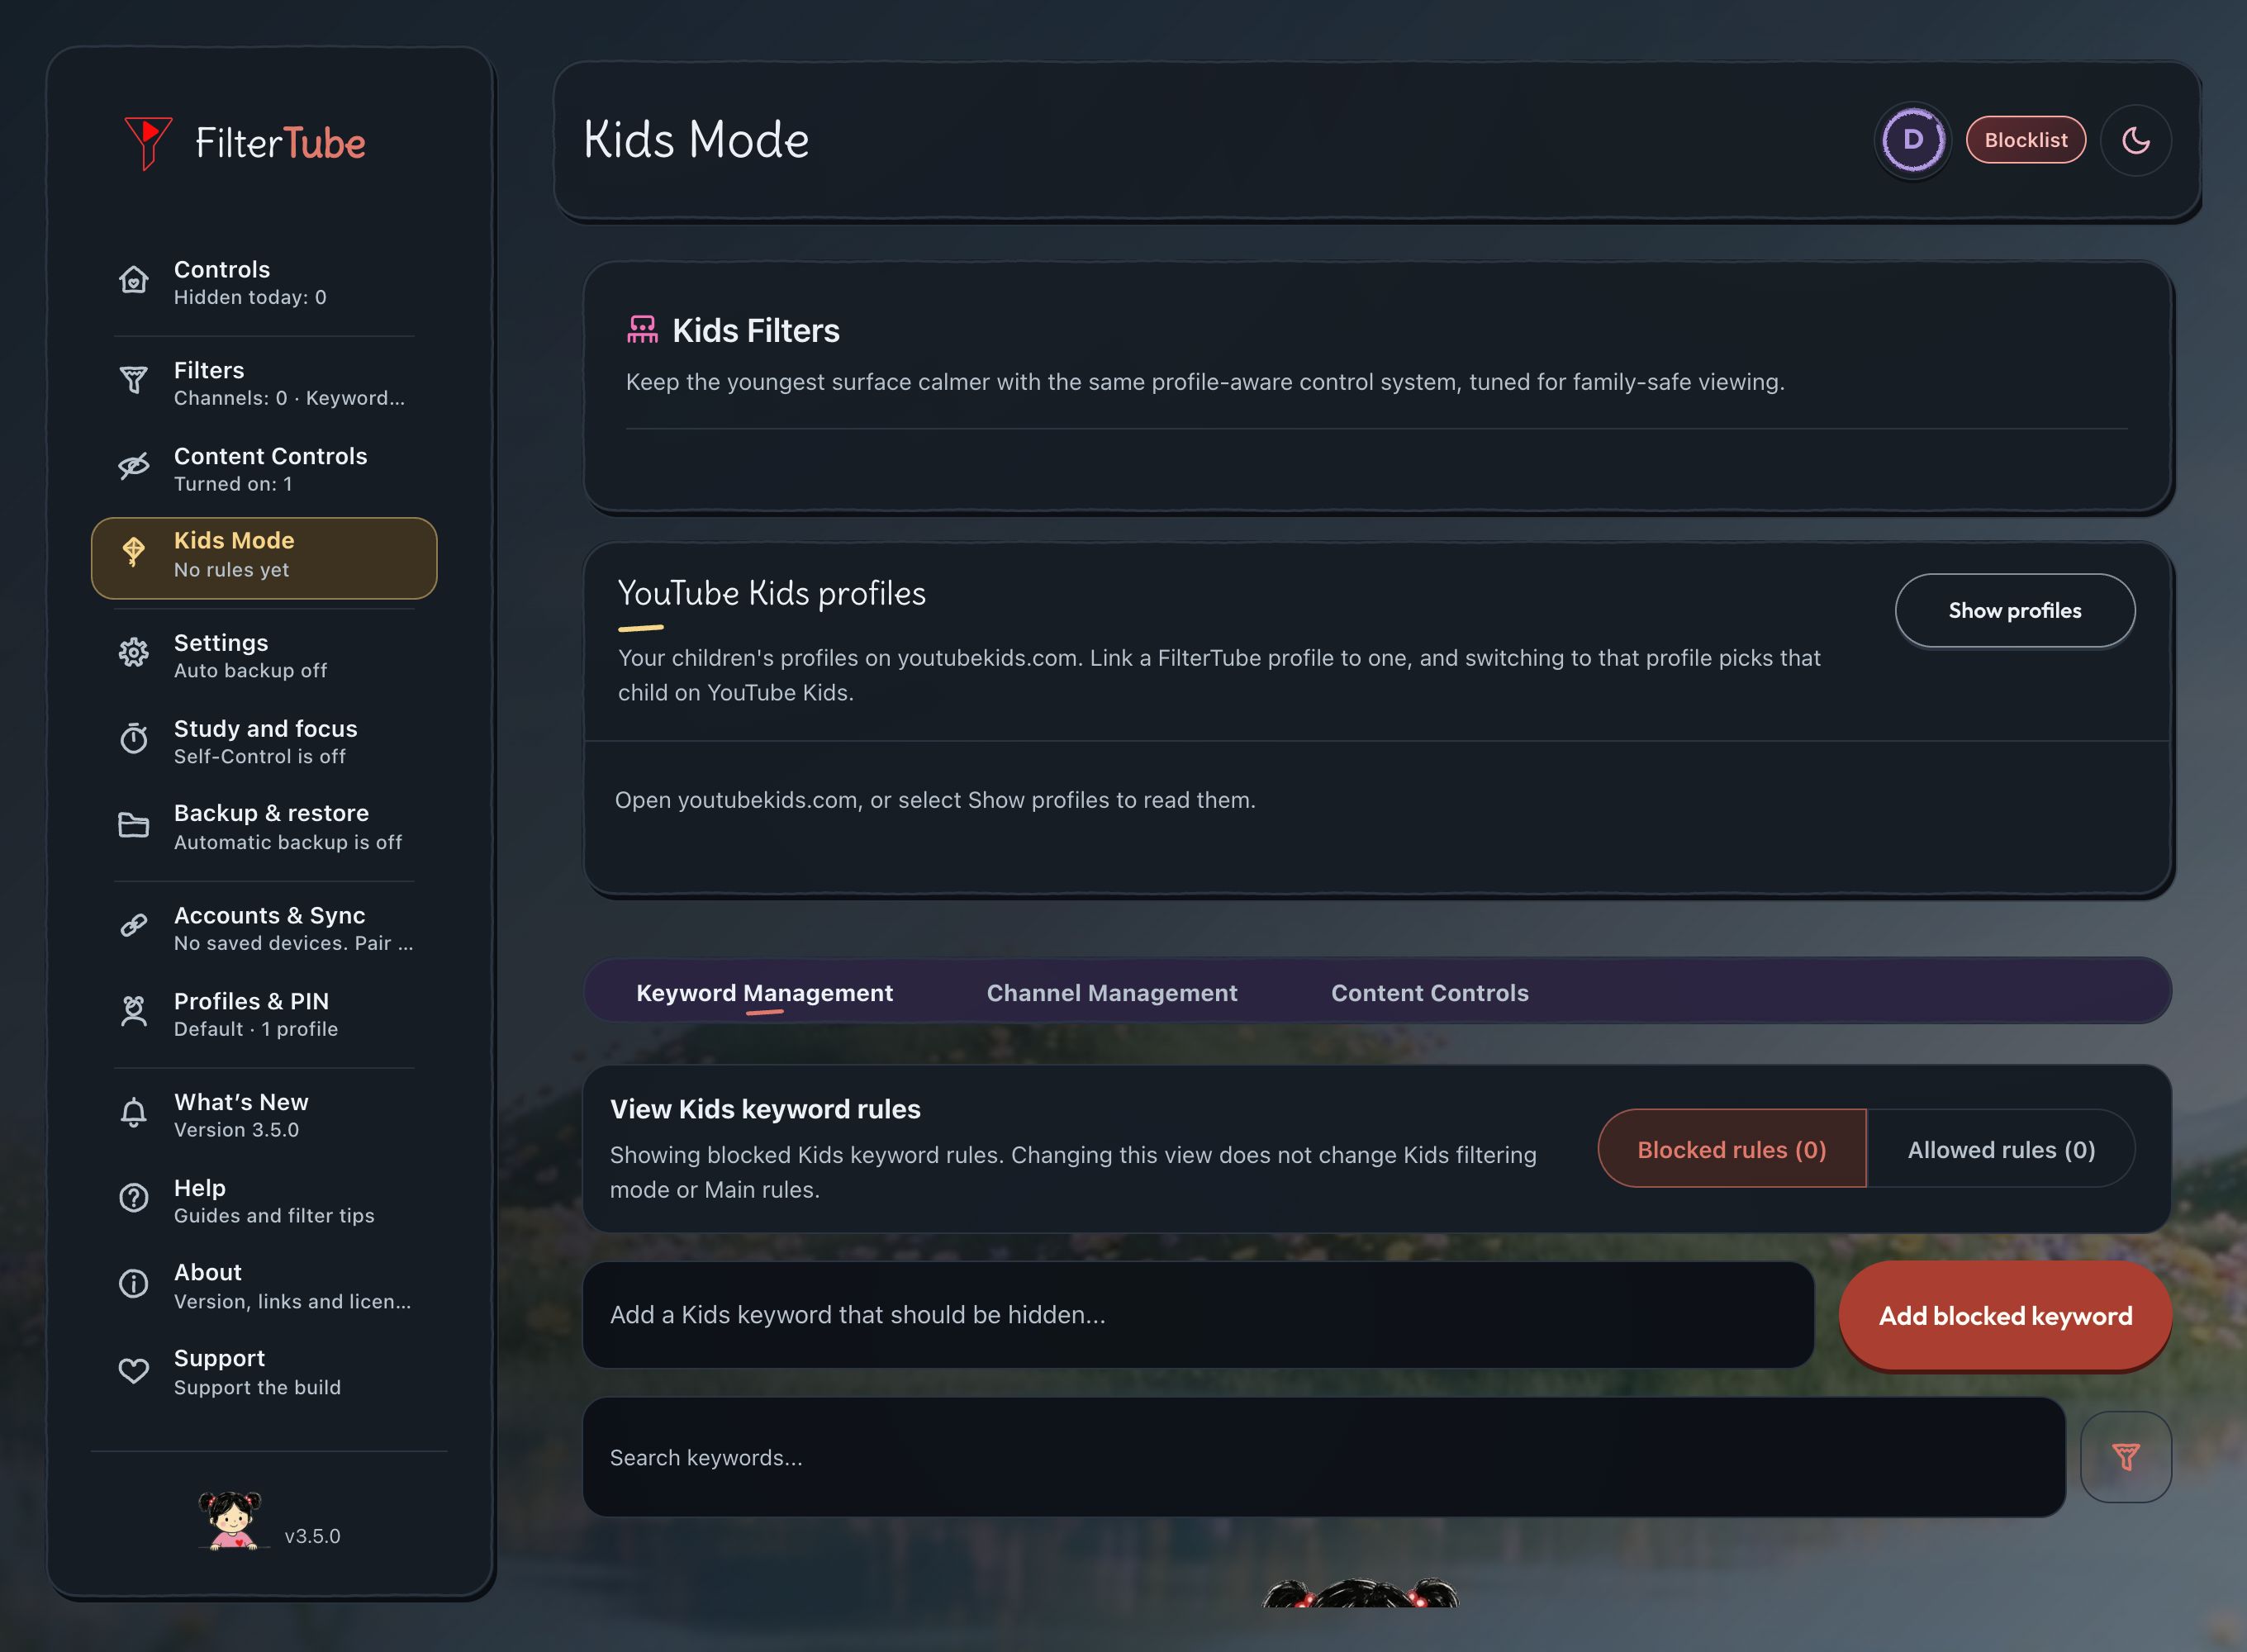 FilterTube
Controls
Hidden today: 0
Filters
Channels: 0 · Keyword...
Content Controls
Turned on: 1
Kids Mode
No rules yet
Settings
Auto backup off
Study and focus
Self-Control is off
Backup & restore
Automatic backup is off
Accounts & Sync
No saved devices. Pair ...
Profiles & PIN
Default · 1 profile
What’s New
Version 3.5.0
Help
Guides and filter tips
About
Version, links and licen...
Support
Support the build
v3.5.0
Kids Mode
D
Blocklist
Kids Filters
Keep the youngest surface calmer with the same profile-aware control system, tuned for family-safe viewing.
YouTube Kids profiles
Show profiles
Your children's profiles on youtubekids.com. Link a FilterTube profile to one, and switching to that profile picks that
child on YouTube Kids.
Open youtubekids.com, or select Show profiles to read them.
Keyword Management
Channel Management
Content Controls
View Kids keyword rules
Showing blocked Kids keyword rules. Changing this view does not change Kids filtering
mode or Main rules.
Blocked rules (0)
Allowed rules (0)
Add a Kids keyword that should be hidden...
Add blocked keyword
Search keywords...